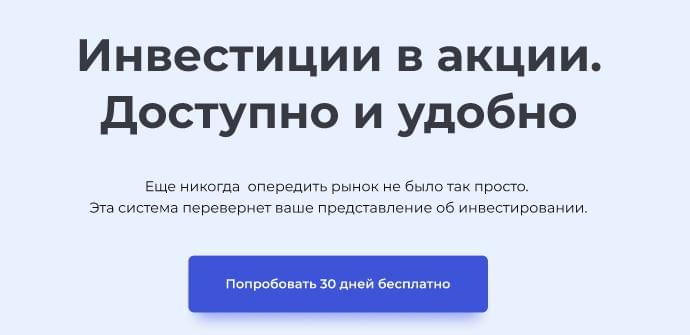 Инвестиции в акции.
Доступно и удобно
Еще никогда  опередить рынок не было так просто.
Эта система перевернет ваше представление об инвестировании.
Попробовать 30 дней бесплатно